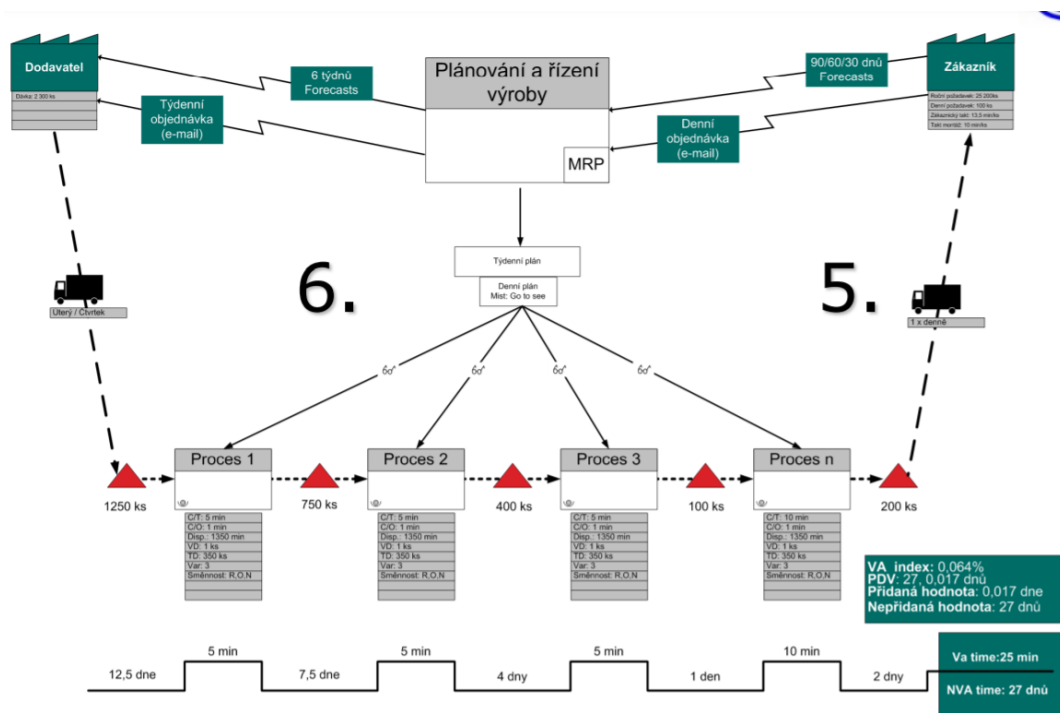 Dodavatel
Dávka: 2 300 ks
6 týdnů
Forecasts
Týdenní
objednávka
(e-mail)
Plánování a řízení
výroby
MRP
90/60/30 dnů
Forecasts
Denní
objednávka
(e-mail)
Zákazník
Roční požadavek: 25 200ks
Denní požadavek: 100 ks
Zákaznický takt: 13,5 min/ks
Takt montáž: 10 min/ks
Týdenní plán
Denní plán
Mist: Go to see
6.
5.
Úterý / Čtvrtek
1 x denně
Proces 1
Proces 2
Proces 3
Proces n
1250 ks
750 ks
400 ks
100 ks
200 ks
C/T: 5 min
C/O: 1 min
Disp.: 1350 min
VD: 1 ks
TD: 350 ks
Var: 3
Směnnost: R,O,N
C/T: 5 min
C/O: 1 min
Disp.: 1350 min
VD: 1 ks
TD: 350 ks
Var: 3
Směnnost: R,O,N
C/T: 5 min
C/O: 1 min
Disp.: 1350 min
VD: 1 ks
TD: 350 ks
Var: 3
Směnnost: R,O,N
C/T: 10 min
C/O: 1 min
Disp.: 1350 min
VD: 1 ks
TD: 350 ks
Var: 3
Směnnost: R,O,N
VA index: 0,064%
PDV: 27, 0,017 dnů
Přidaná hodnota: 0,017 dne
Nepřidaná hodnota: 27 dnů
12,5 dne
5 min
7,5 dne
5 min
4 dny
5 min
1 den
10 min
2 dny
Va time:25 min
NVA time: 27 dnů